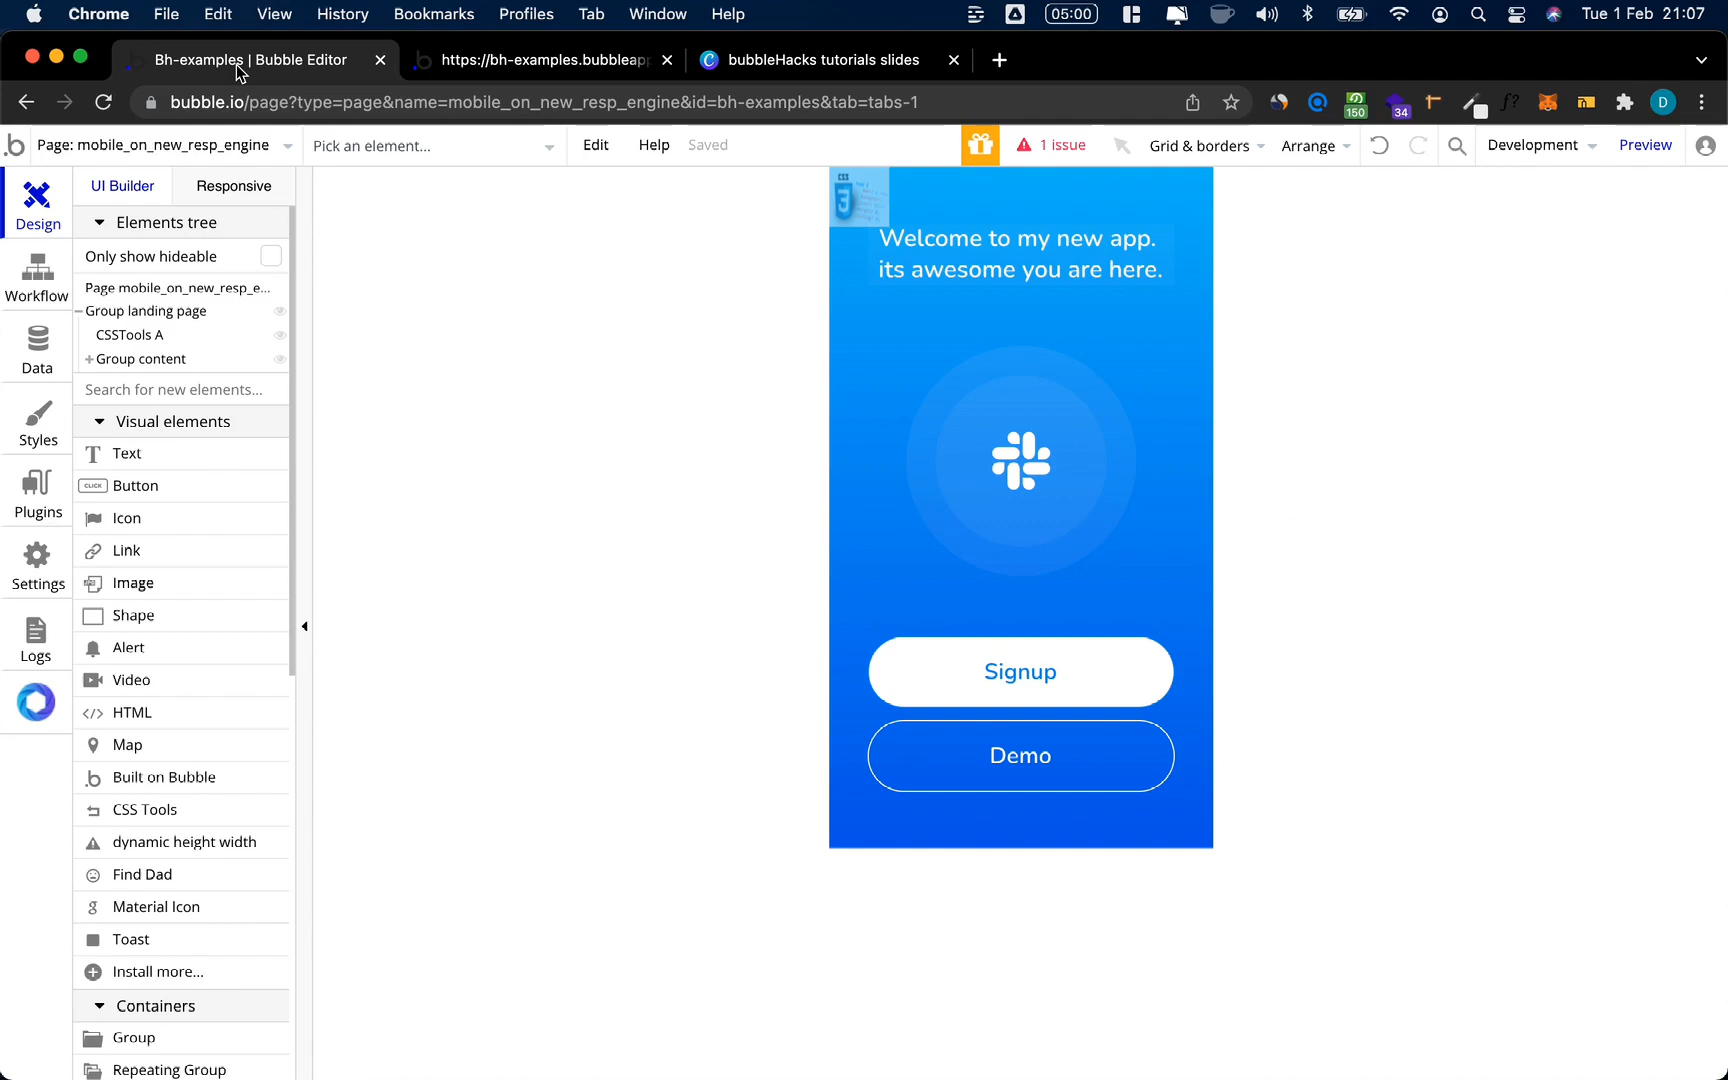 Chrome File Edit View History Bookmarks Profiles Tab Window Help 05:00 Tue 1 Feb 21:07
Bh-examples | Bubble Editor https://bh-examples.bubbleap bubbleHacks tutorials slides
bubble.io/page?type=page&name=mobile_on_new_resp_engine&id=bh-examples&tab=tabs-1 150 34 f? D
Page: mobile_on_new_resp_engine Pick an element... Edit Help Saved 1 issue Grid & borders Arrange Development Preview
Design
Workflow
Data
Styles
Plugins
Settings
Logs
UI Builder Responsive
Elements tree
Only show hideable
Page mobile_on_new_resp_e...
Group landing page
CSSTools A
Group content
Search for new elements...
Visual elements
Text
CLICK Button
Icon
Link
Image
Shape
Alert
Video
HTML
Map
Built on Bubble
CSS Tools
dynamic height width
Find Dad
Material Icon
Toast
Install more...
Containers
Group
Repeating Group
CSS
3
Welcome to my new app.
its awesome you are here.
Signup
Demo